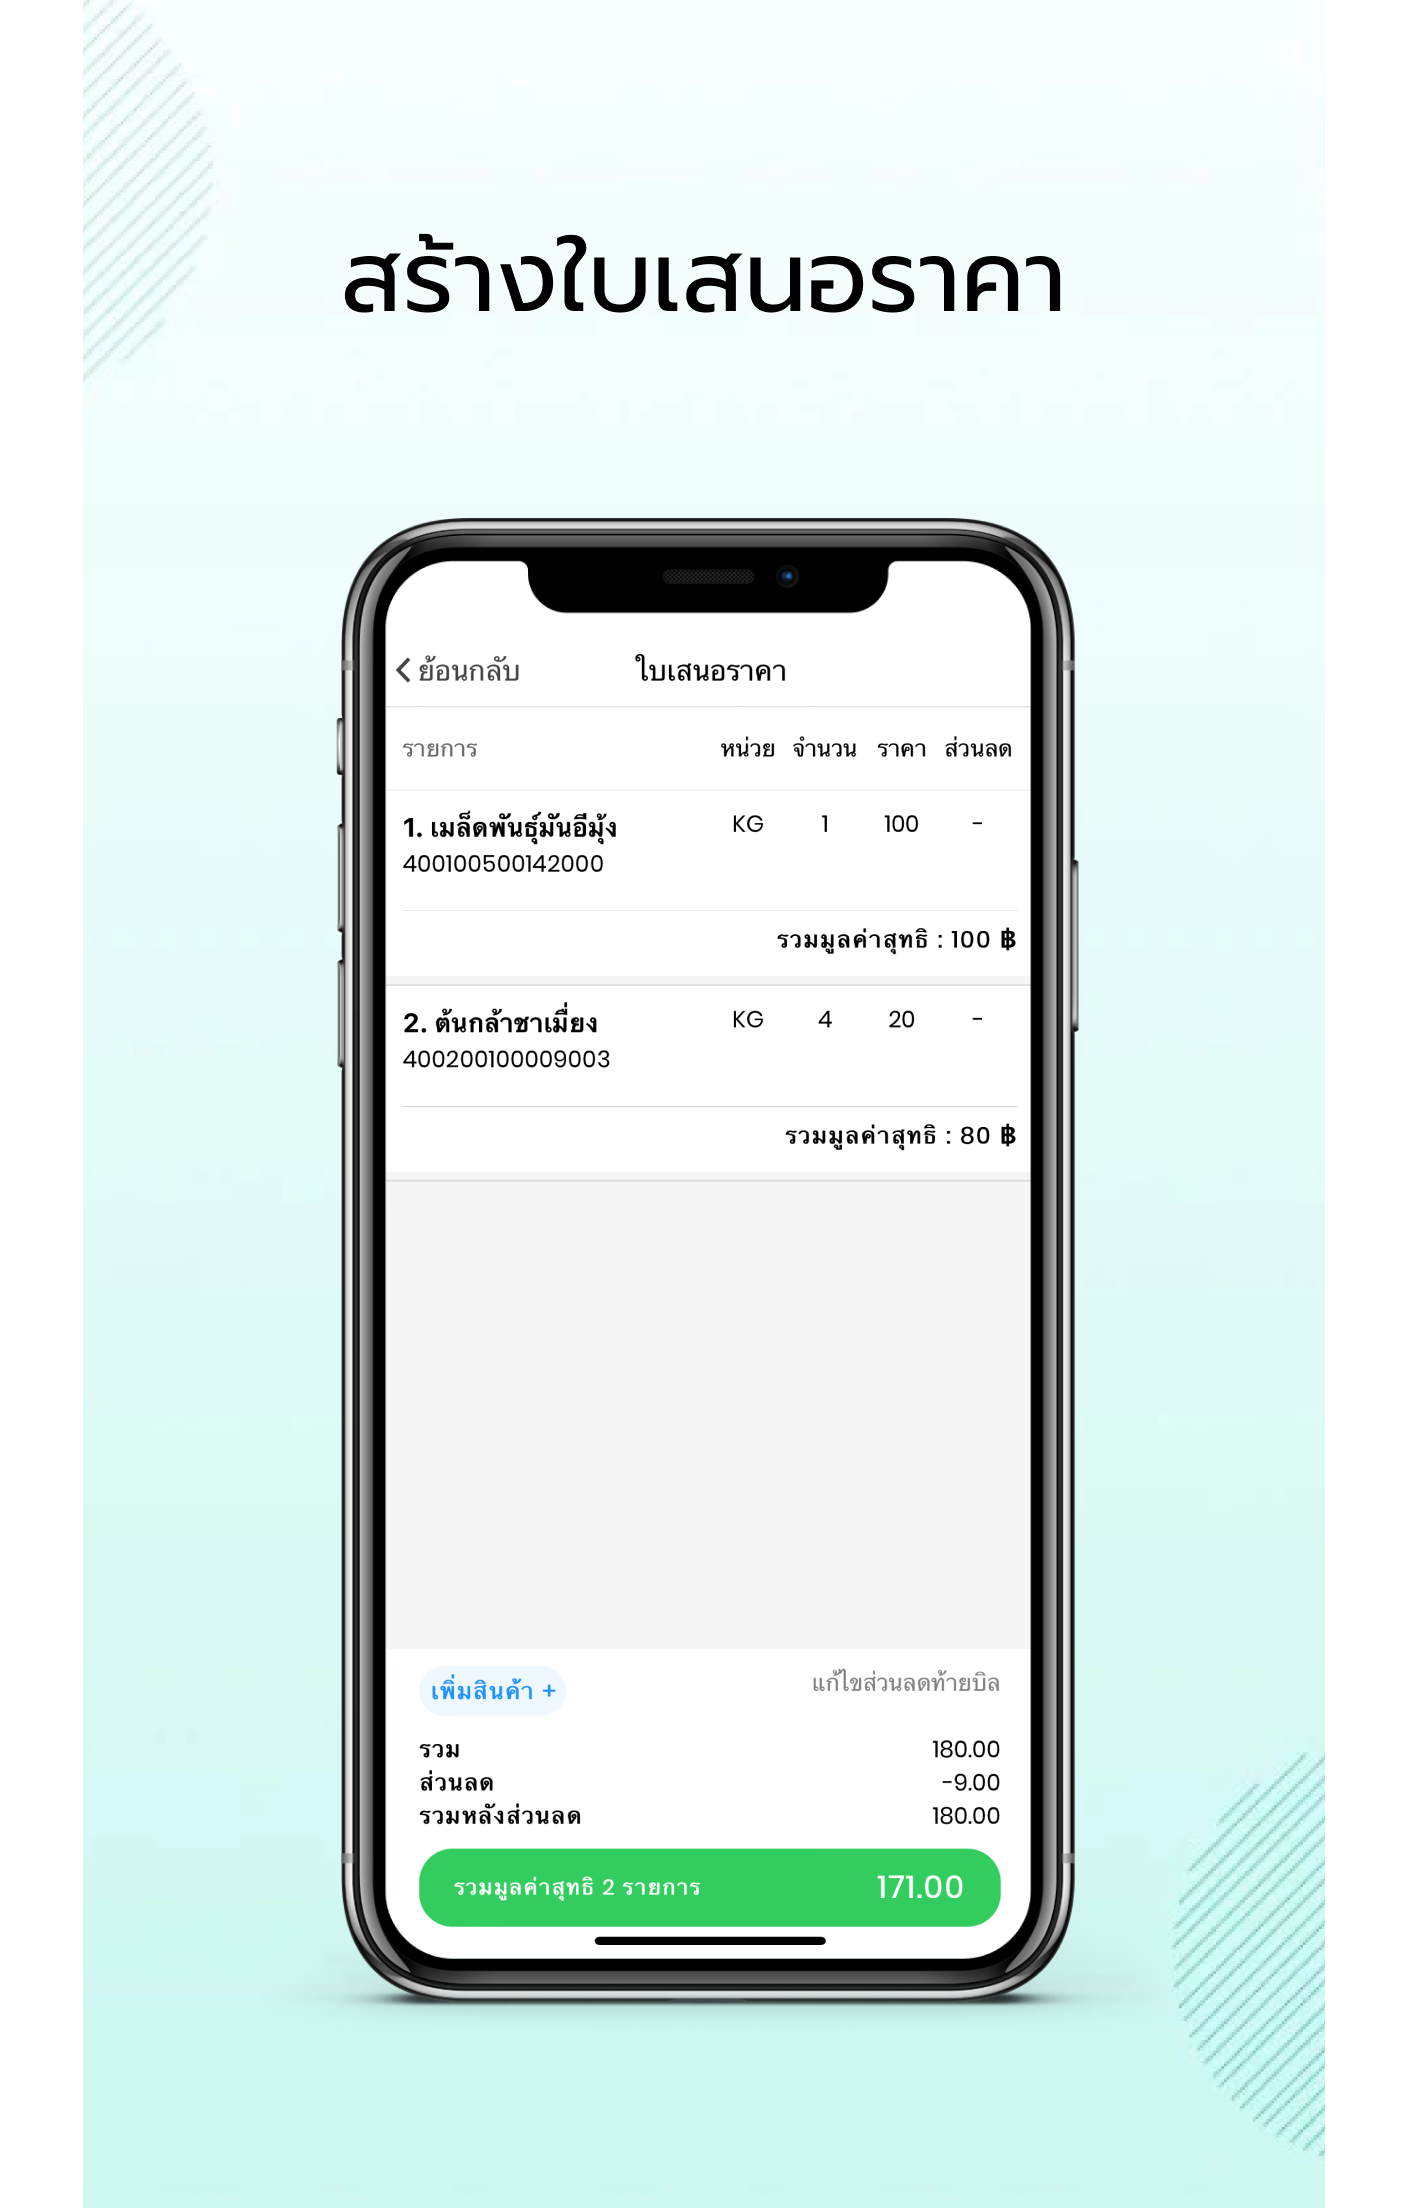 สร้างใบเสนอราคา
ย้อนกลับ ใบเสนอราคา
รายการ หน่วย จำนวน ราคา ส่วนลด
1. เมล็ดพันธุ์มันอีมุ้ง KG 1 100 -
400100500142000
รวมมูลค่าสุทธิ : 100 ฿
2. ต้นกล้าชาเมี่ยง KG 4 20 -
400200100009003
รวมมูลค่าสุทธิ : 80 ฿
เพิ่มสินค้า + แก้ไขส่วนลดท้ายบิล
รวม 180.00
ส่วนลด -9.00
รวมหลังส่วนลด 180.00
รวมมูลค่าสุทธิ 2 รายการ 171.00